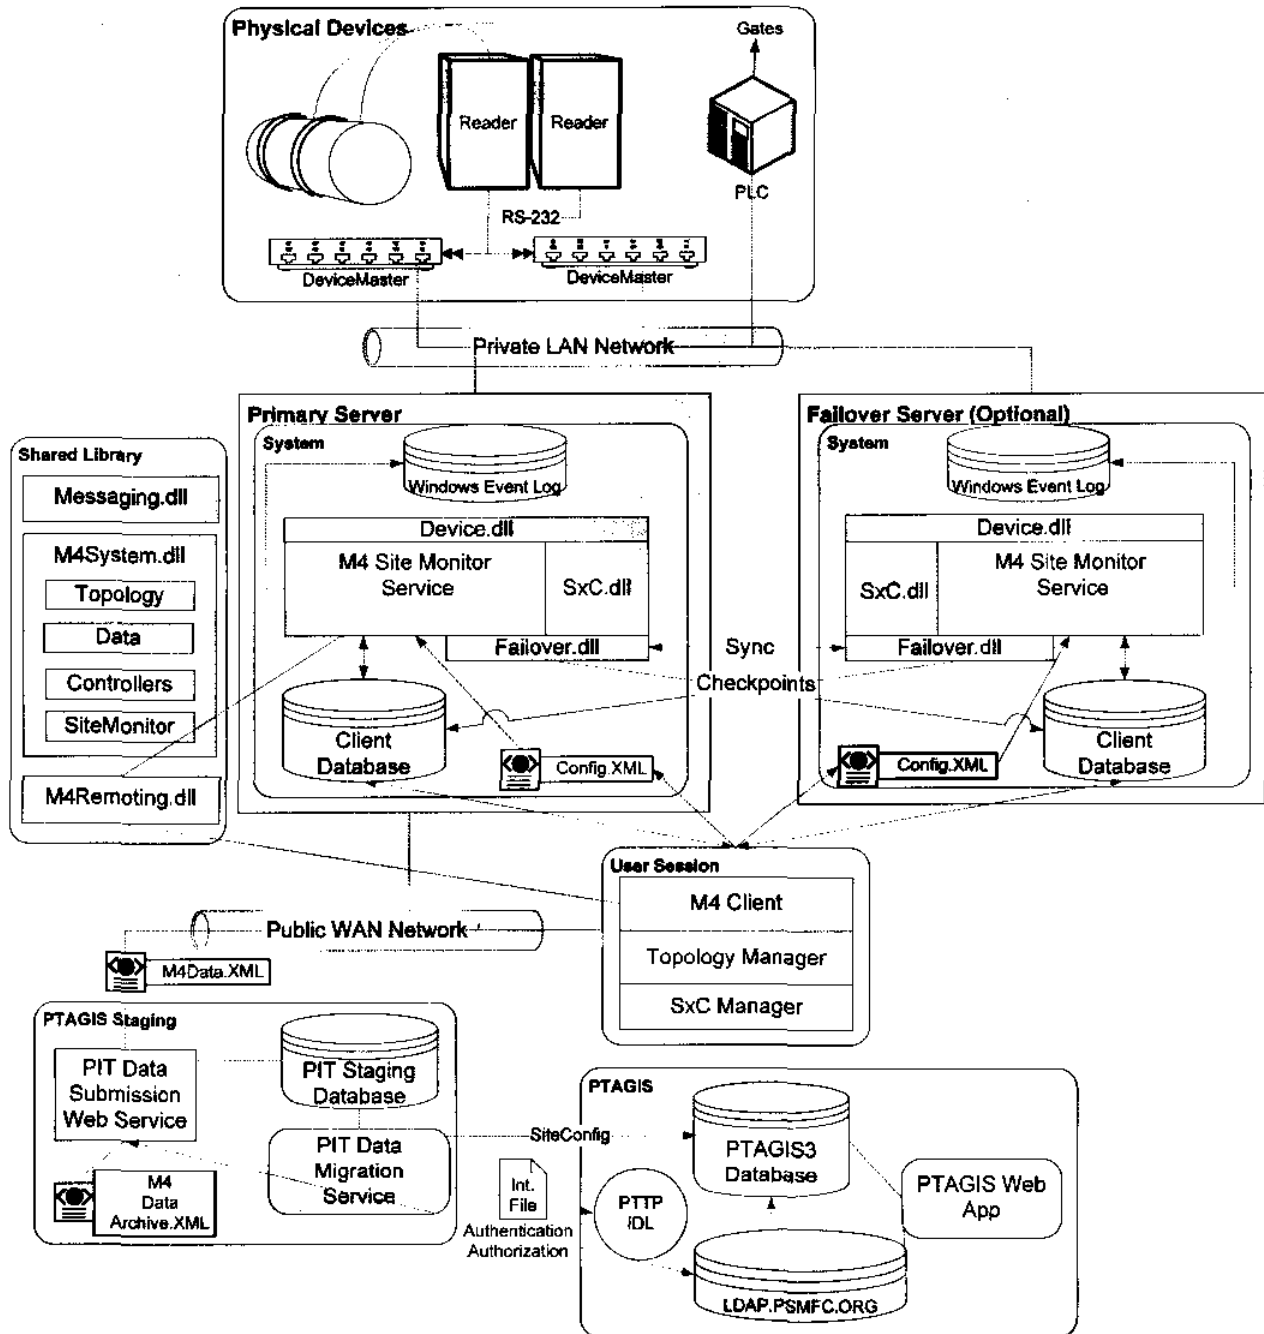 Physical Devices
Gates
Reader
Reader
PLC
RS-232
DeviceMaster
DeviceMaster
Private LAN Network
Primary Server
System
Windows Event Log
Device.dll
M4 Site Monitor
Service
SxC.dll
Failover.dll
Client
Database
Config.XML
Failover Server (Optional)
System
Windows Event Log
Device.dll
SxC.dll
M4 Site Monitor
Service
Failover.dll
Config.XML
Client
Database
Sync
Checkpoints
Shared Library
Messaging.dll
M4System.dll
Topology
Data
Controllers
SiteMonitor
M4Remoting.dll
User Session
M4 Client
Topology Manager
SxC Manager
Public WAN Network
M4Data.XML
PTAGIS Staging
PIT Data
Submission
Web Service
PIT Staging
Database
PIT Data
Migration
Service
M4
Data
Archive.XML
SiteConfig
Int.
File
Authentication
Authorization
PTAGIS
PTAGIS3
Database
PTTP
IDL
PTAGIS Web
App
LDAP.PSMFC.ORG